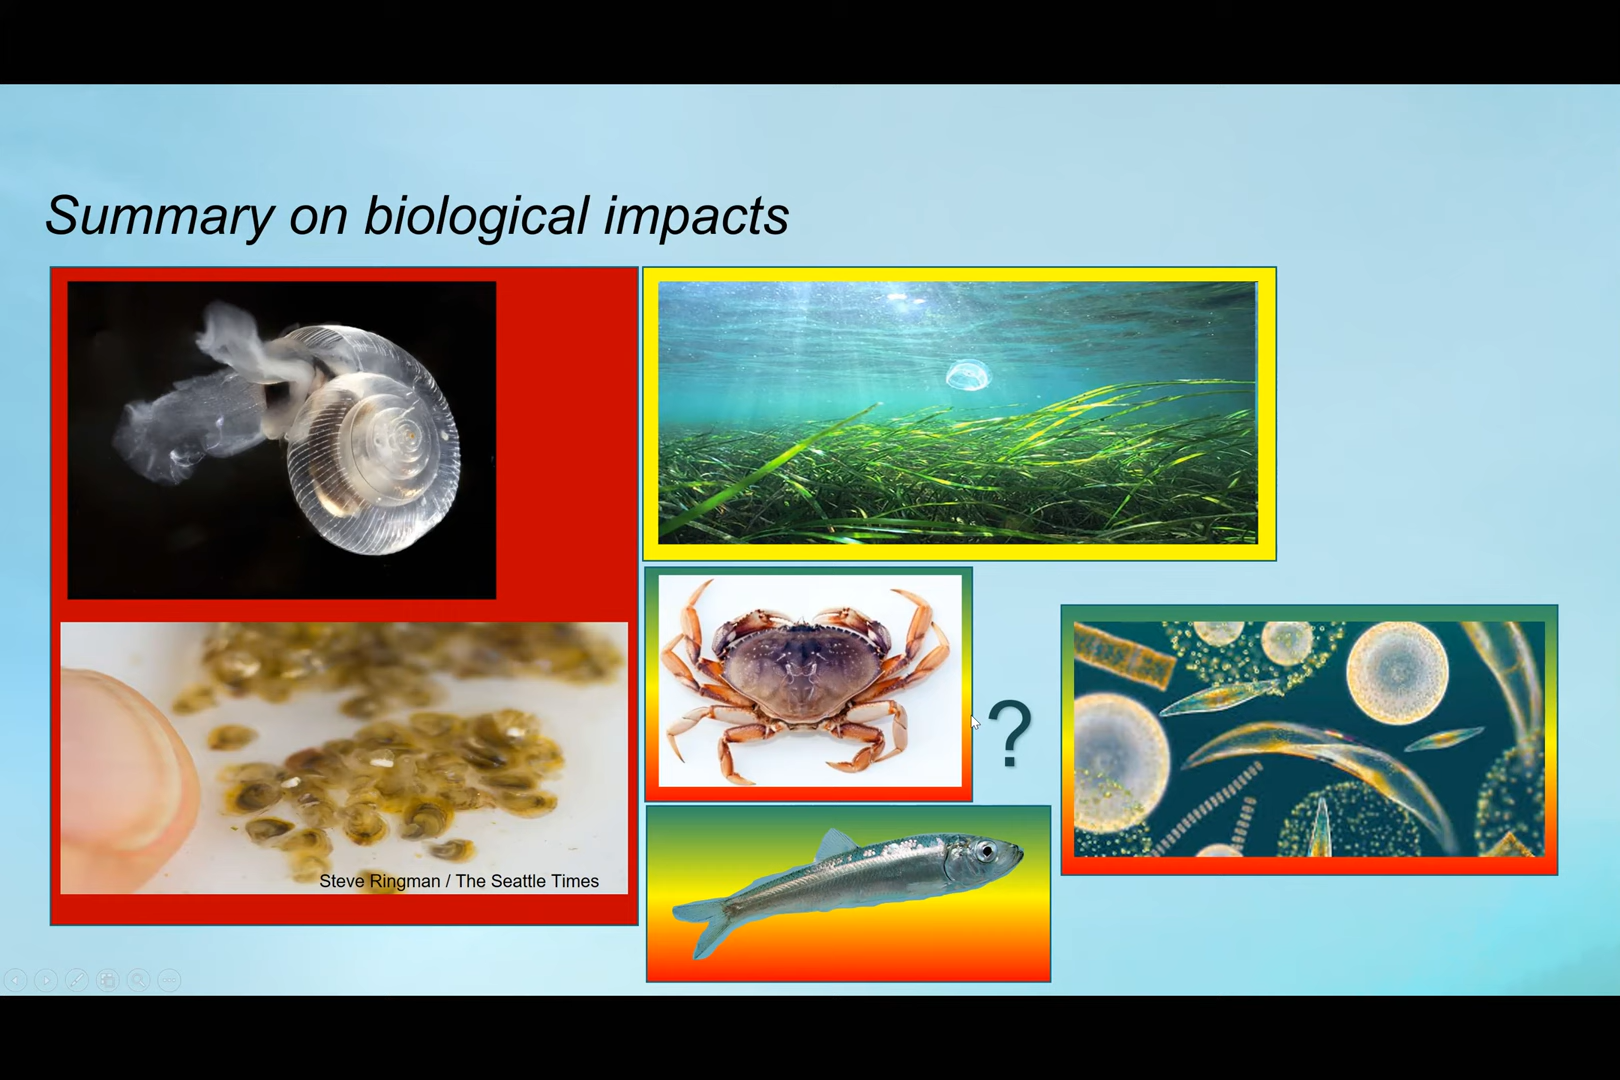 Summary on biological impacts
?
Steve Ringman / The Seattle Times